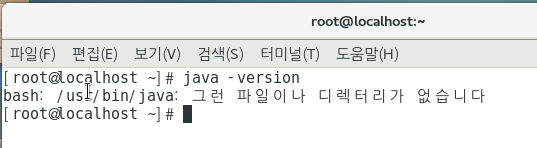 root@localhost:~
파일(F) 편집(E) 보기(V) 검색(S) 터미널(T) 도움말(H)
[root@localhost ~]# java -version
bash: /usr/bin/java: 그런 파일이나 디렉터리가 없습니다
[root@localhost ~]#